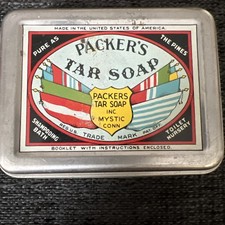 MADE IN THE UNITED STATES OF AMERICA
PURE AS
THE PINES
PACKER'S
TAR SOAP
PACKERS
TAR SOAP
INC.
MYSTIC
CONN
TRADE MARK
SHAMPOOING
BATH
TOILET
NURSERY
BOOKLET WITH INSTRUCTIONS ENCLOSED.